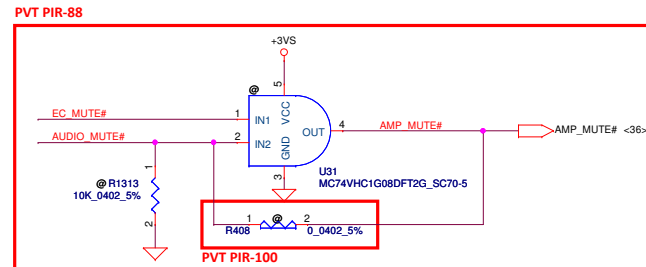 PVT PIR-88
+3VS
@
5
EC_MUTE#
1
IN1
VCC
4
OUT
AMP_MUTE#
AMP_MUTE# <36>
AUDIO_MUTE#
2
IN2
GND
3
U31
MC74VHC1G08DFT2G_SC70-5
1
@ R1313
10K_0402_5%
2
1
@
2
R408
0_0402_5%
PVT PIR-100